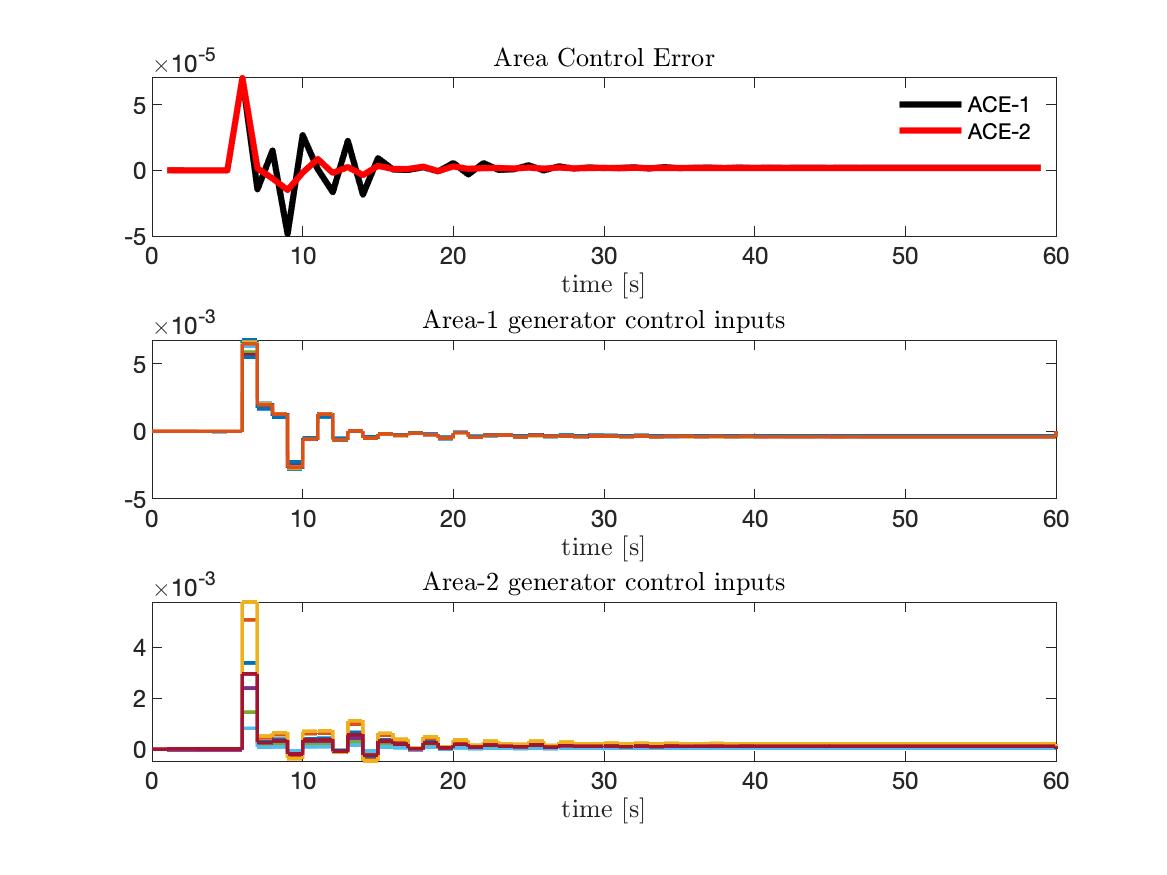 ×10⁻⁵
Area Control Error
5
0
-5
ACE-1
ACE-2
0 10 20 30 40 50 60
time [s]
×10⁻³
Area-1 generator control inputs
5
0
-5
0 10 20 30 40 50 60
time [s]
×10⁻³
Area-2 generator control inputs
4
2
0
0 10 20 30 40 50 60
time [s]